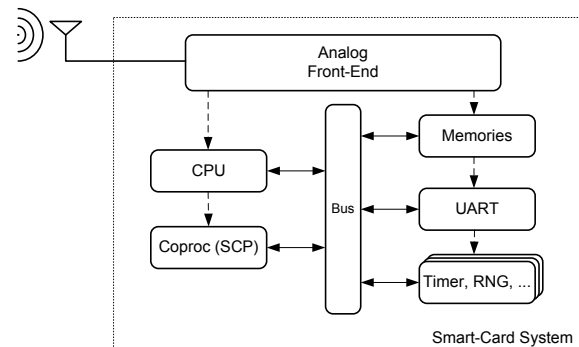 Analog
Front-End
Memories
CPU
Bus
UART
Coproc (SCP)
Timer, RNG, ...
Smart-Card System